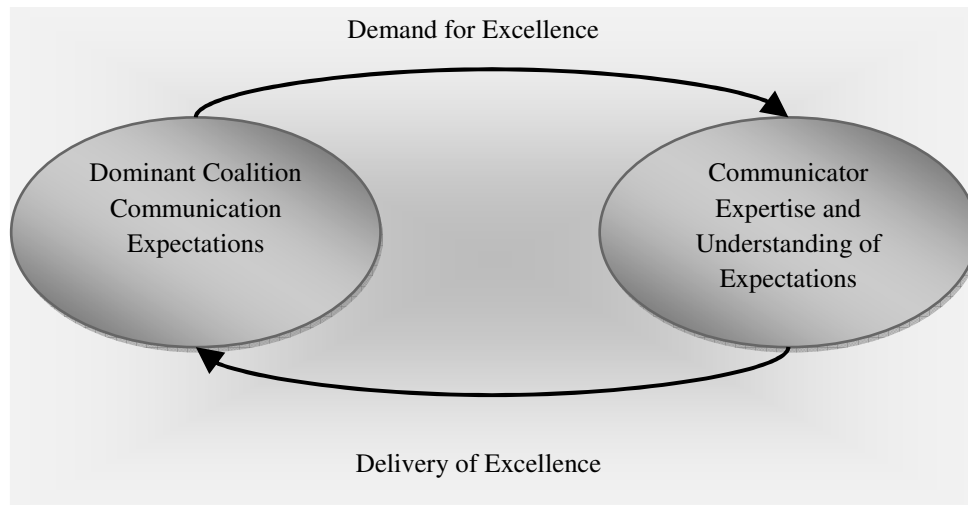 Demand for Excellence
Dominant Coalition
Communication
Expectations
Communicator
Expertise and
Understanding of
Expectations
Delivery of Excellence